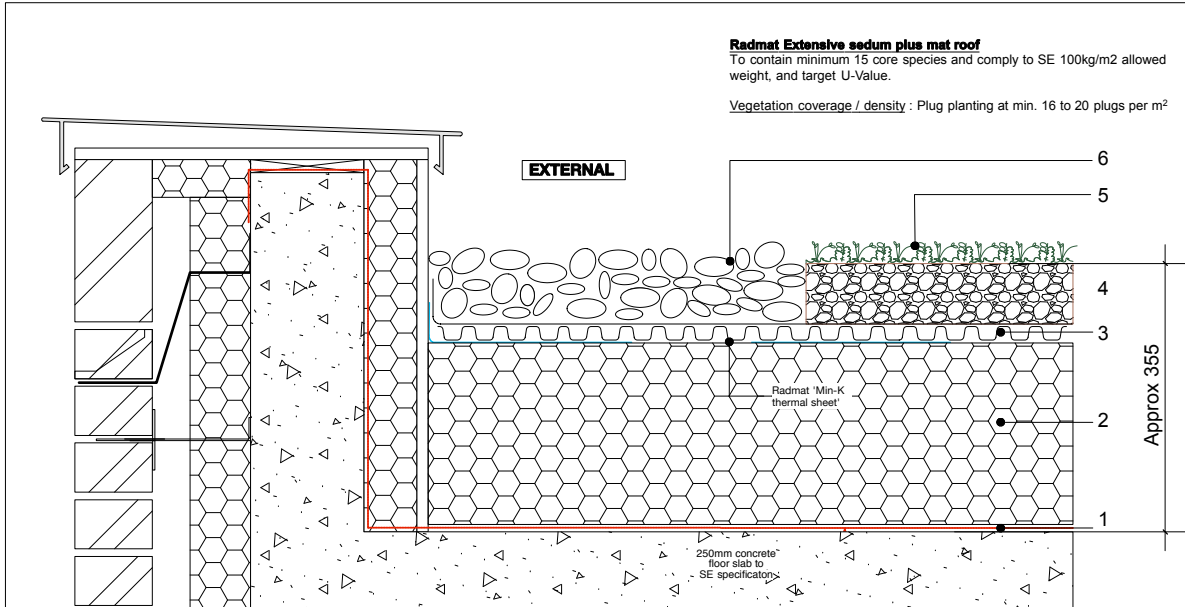 Radmat Extensive sedum plus mat roof
To contain minimum 15 core species and comply to SE 100kg/m2 allowed
weight, and target U-Value.
Vegetation coverage / density : Plug planting at min. 16 to 20 plugs per m²
EXTERNAL
6
5
4
3
Radmat 'Min-K
thermal sheet'
2
Approx 355
1
250mm concrete
floor slab to
SE specificaton